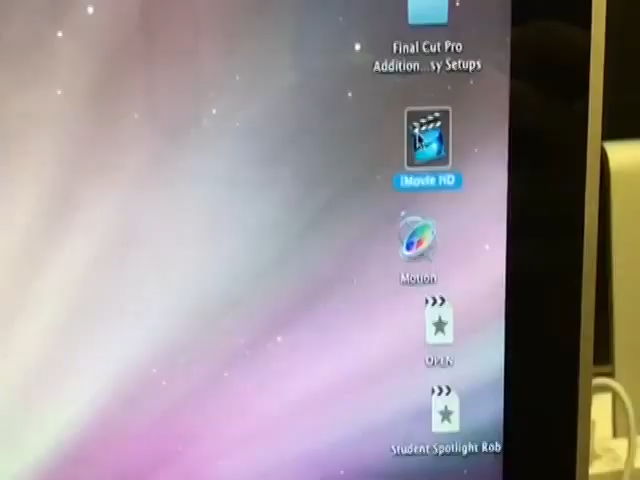 Final Cut Pro
Addition...sy Setups
iMovie HD
Motion
OPEN
Student Spotlight Rob